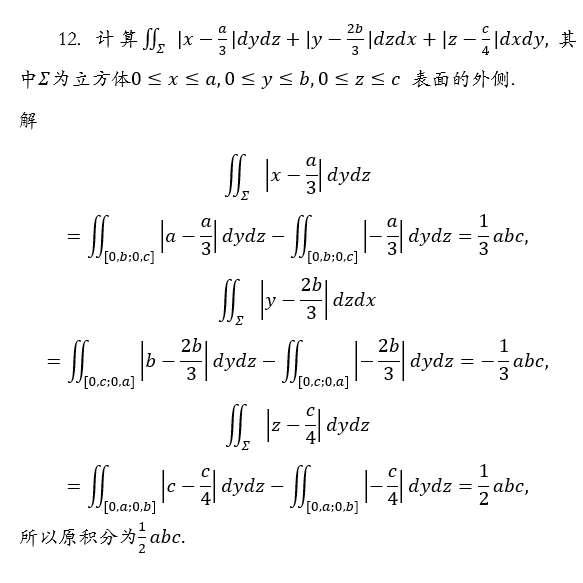 12. 计算∬_Σ |x − a/3|dydz + |y − 2b/3|dzdx + |z − c/4|dxdy, 其
中Σ为立方体0 ≤ x ≤ a, 0 ≤ y ≤ b, 0 ≤ z ≤ c 表面的外侧.
解
∬_Σ |x − a/3| dydz
= ∬_[0,b;0,c] |a − a/3| dydz − ∬_[0,b;0,c] |− a/3| dydz = 1/3 abc,
∬_Σ |y − 2b/3| dzdx
= ∬_[0,c;0,a] |b − 2b/3| dydz − ∬_[0,c;0,a] |− 2b/3| dydz = − 1/3 abc,
∬_Σ |z − c/4| dydz
= ∬_[0,a;0,b] |c − c/4| dydz − ∬_[0,a;0,b] |− c/4| dydz = 1/2 abc,
所以原积分为1/2 abc.